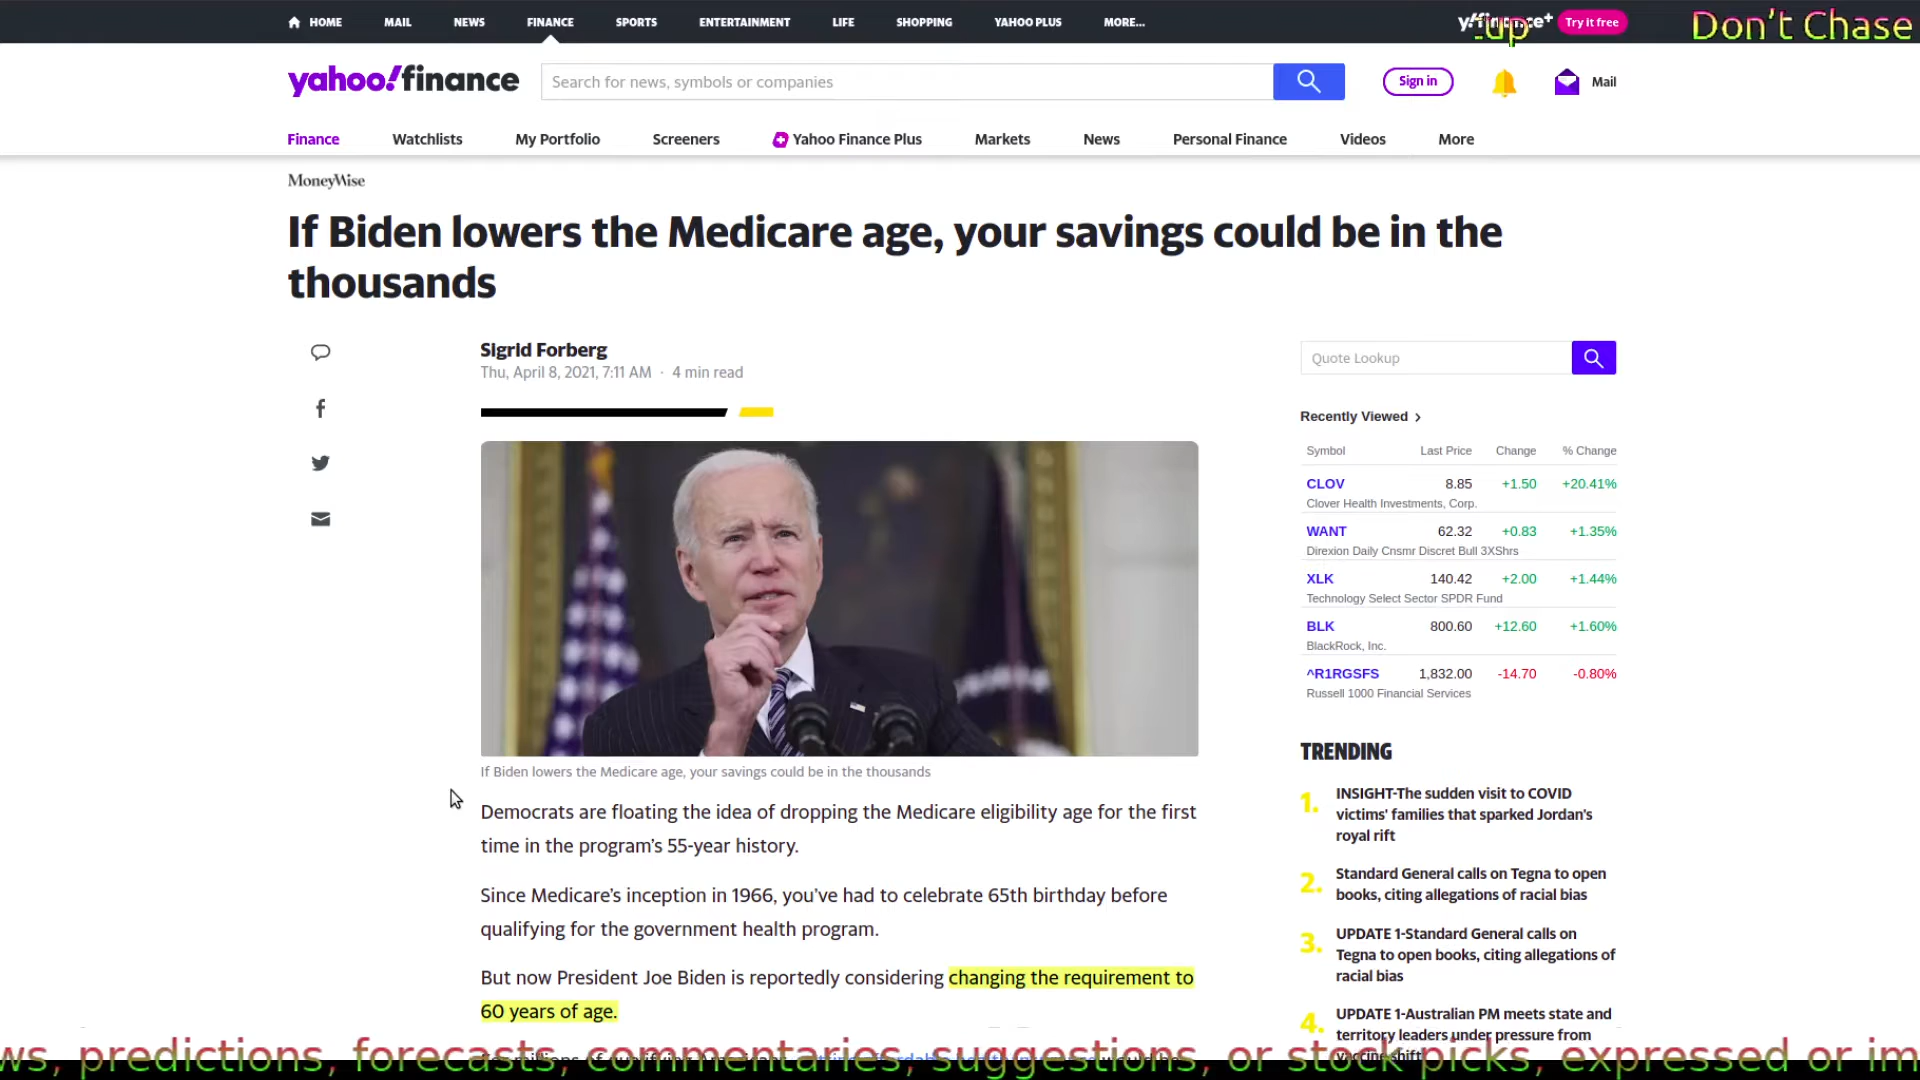 HOME MAIL NEWS FINANCE SPORTS ENTERTAINMENT LIFE SHOPPING YAHOO PLUS MORE...
Try it free
Don't Chase
yahoo!finance
Search for news, symbols or companies
Sign in
Mail
Finance Watchlists My Portfolio Screeners Yahoo Finance Plus Markets News Personal Finance Videos More
MoneyWise
If Biden lowers the Medicare age, your savings could be in the
thousands
Sigrid Forberg
Thu, April 8, 2021, 7:11 AM · 4 min read
If Biden lowers the Medicare age, your savings could be in the thousands
Democrats are floating the idea of dropping the Medicare eligibility age for the first
time in the program's 55-year history.
Since Medicare's inception in 1966, you've had to celebrate 65th birthday before
qualifying for the government health program.
But now President Joe Biden is reportedly considering changing the requirement to
60 years of age.
Quote Lookup
Recently Viewed
Symbol Last Price Change % Change
CLOV 8.85 +1.50 +20.41%
Clover Health Investments, Corp.
WANT 62.32 +0.83 +1.35%
Direxion Daily Cnsmr Discret Bull 3XShrs
XLK 140.42 +2.00 +1.44%
Technology Select Sector SPDR Fund
BLK 800.60 +12.60 +1.60%
BlackRock, Inc.
^R1RGSFS 1,832.00 -14.70 -0.80%
Russell 1000 Financial Services
TRENDING
1. INSIGHT-The sudden visit to COVID
victims' families that sparked Jordan's
royal rift
2. Standard General calls on Tegna to open
books, citing allegations of racial bias
3. UPDATE 1-Standard General calls on
Tegna to open books, citing allegations of
racial bias
4. UPDATE 1-Australian PM meets state and
territory leaders under pressure from
vaccine shift
ws, predictions, forecasts, commentaries, suggestions, or stock picks, expressed or im